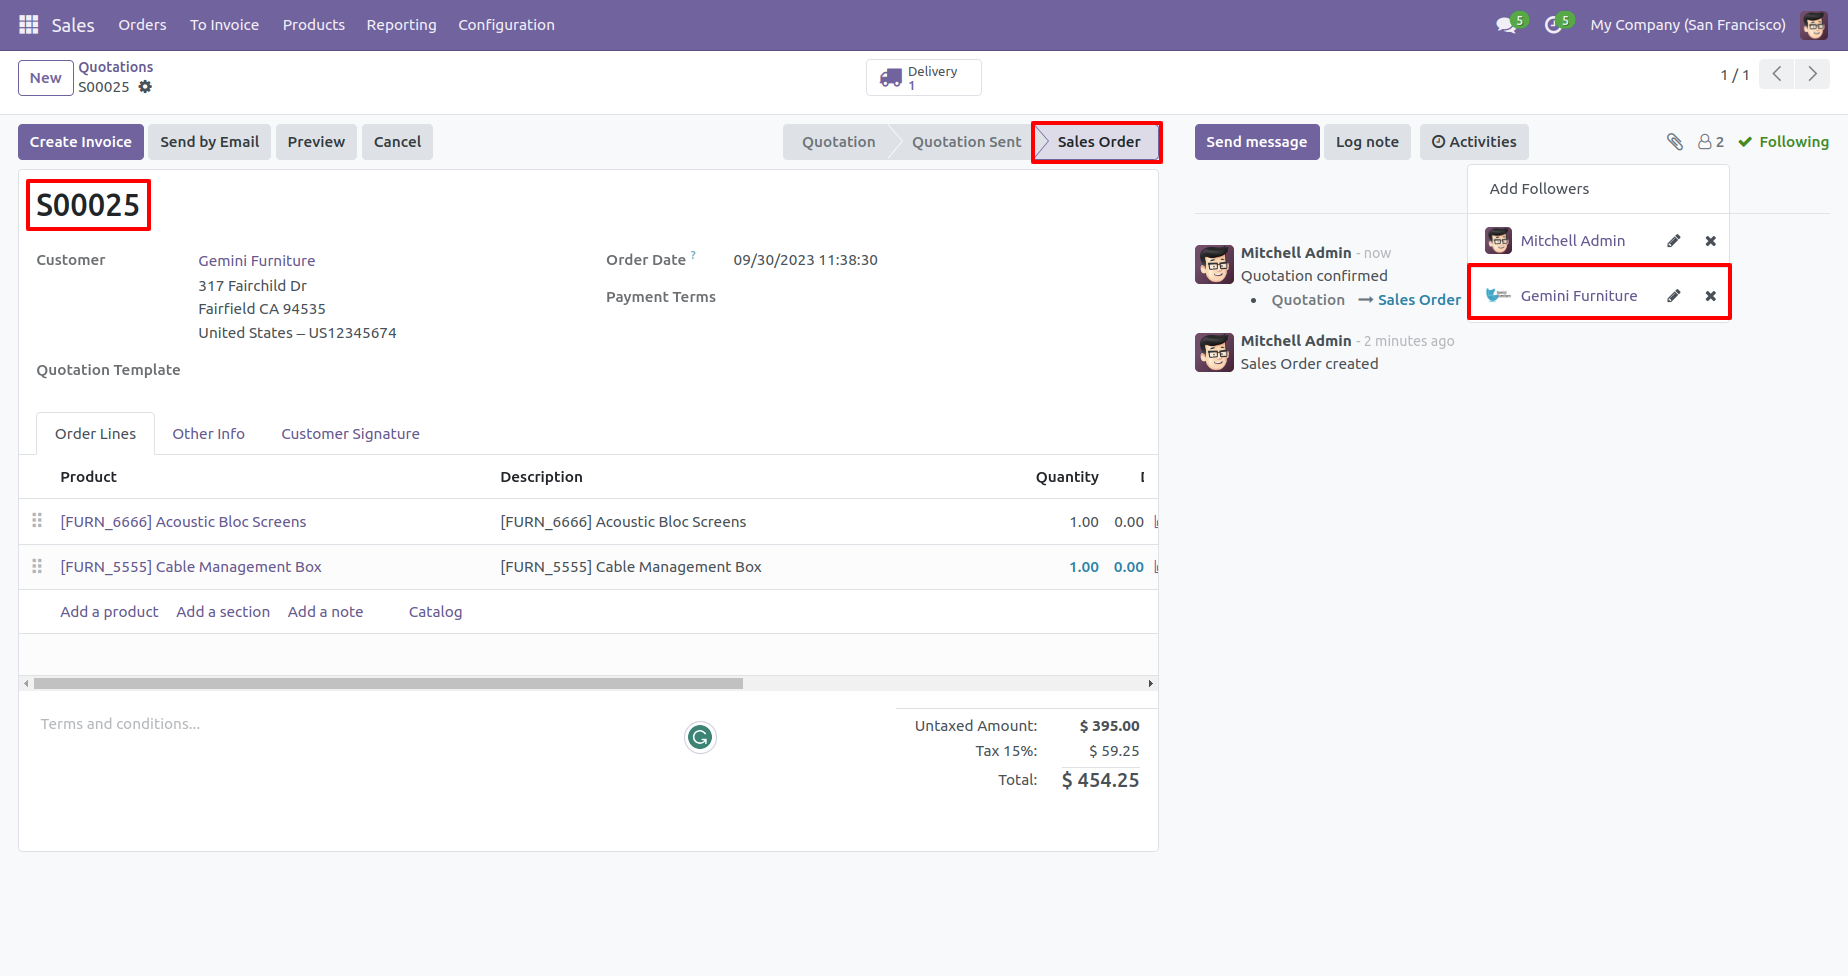 Sales Orders To Invoice Products Reporting Configuration 5 5 My Company (San Francisco)
New Quotations
S00025
Delivery
1
1 / 1
Create Invoice Send by Email Preview Cancel Quotation Quotation Sent Sales Order
Send message Log note Activities 2 Following
S00025
Customer Gemini Furniture
317 Fairchild Dr
Fairfield CA 94535
United States – US12345674
Order Date ? 09/30/2023 11:38:30
Payment Terms
Quotation Template
Order Lines Other Info Customer Signature
Product Description Quantity
[FURN_6666] Acoustic Bloc Screens [FURN_6666] Acoustic Bloc Screens 1.00 0.00
[FURN_5555] Cable Management Box [FURN_5555] Cable Management Box 1.00 0.00
Add a product Add a section Add a note Catalog
Terms and conditions...
Untaxed Amount: $ 395.00
Tax 15%: $ 59.25
Total: $ 454.25
Add Followers
Mitchell Admin
Gemini Furniture
Mitchell Admin - now
Quotation confirmed
• Quotation → Sales Order
Mitchell Admin - 2 minutes ago
Sales Order created